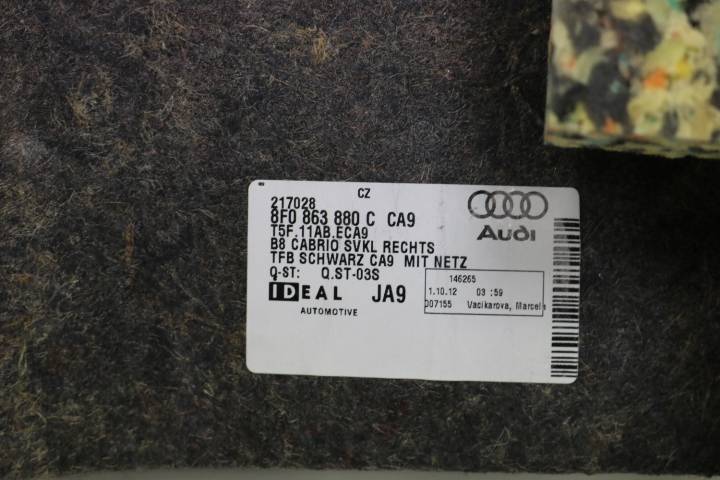 CZ
217028
8F0 863 880 C CA9
T5F.11AB.ECA9
B8 CABRIO SVKL RECHTS
TFB SCHWARZ CA9 MIT NETZ
Q-ST: Q.ST-03S
IDEAL JA9
AUTOMOTIVE
Audi
146265
1.10.12 03:59
007155 Vacikarova, Marcela